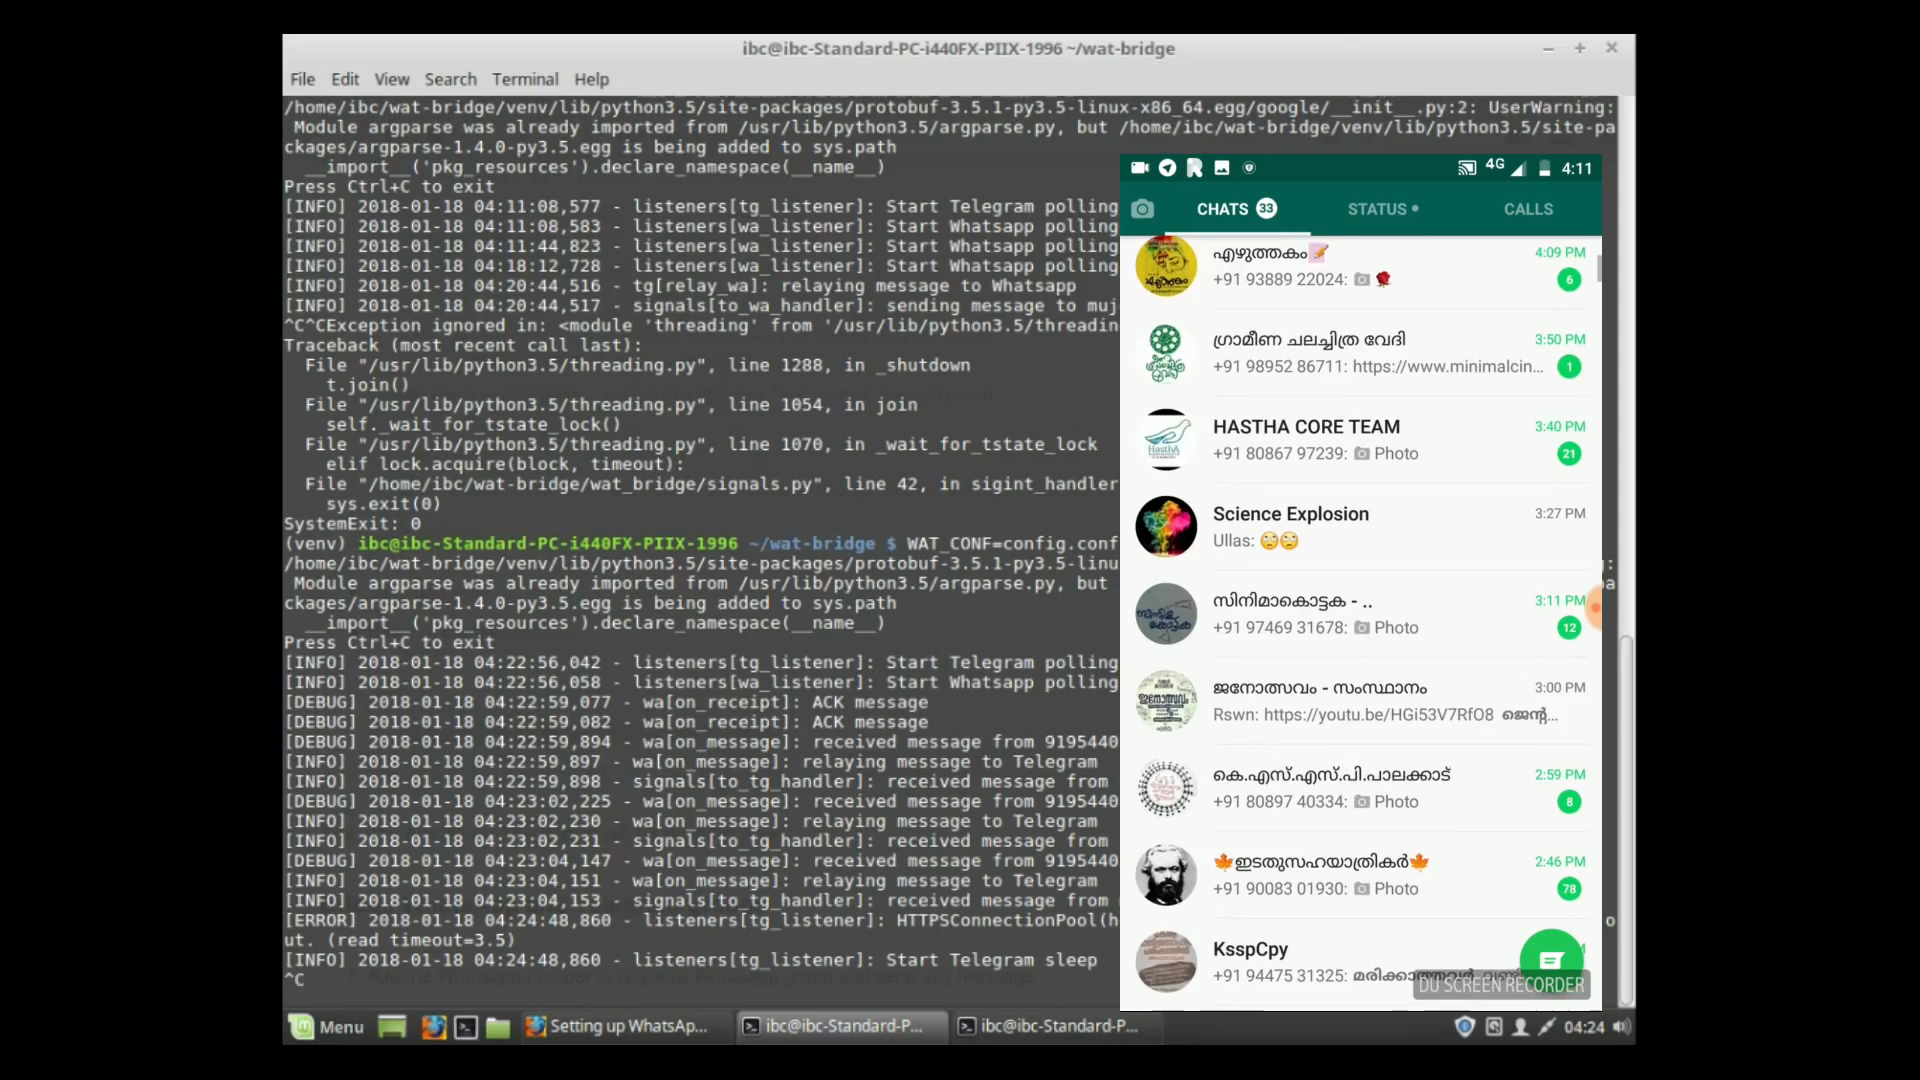 ibc@ibc-Standard-PC-i440FX-PIIX-1996 ~/wat-bridge
File Edit View Search Terminal Help
/home/ibc/wat-bridge/venv/lib/python3.5/site-packages/protobuf-3.5.1-py3.5-linux-x86_64.egg/google/__init__.py:2: UserWarning:
Module argparse was already imported from /usr/lib/python3.5/argparse.py, but /home/ibc/wat-bridge/venv/lib/python3.5/site-pa
ckages/argparse-1.4.0-py3.5.egg is being added to sys.path
__import__('pkg_resources').declare_namespace(__name__)
Press Ctrl+C to exit
[INFO] 2018-01-18 04:11:08,577 - listeners[tg_listener]: Start Telegram polling
[INFO] 2018-01-18 04:11:08,583 - listeners[wa_listener]: Start Whatsapp polling
[INFO] 2018-01-18 04:11:44,823 - listeners[wa_listener]: Start Whatsapp polling
[INFO] 2018-01-18 04:18:12,728 - listeners[wa_listener]: Start Whatsapp polling
[INFO] 2018-01-18 04:20:44,516 - tg[relay_wa]: relaying message to Whatsapp
[INFO] 2018-01-18 04:20:44,517 - signals[to_wa_handler]: sending message to muj
^C^CException ignored in: <module 'threading' from '/usr/lib/python3.5/threadin
Traceback (most recent call last):
File "/usr/lib/python3.5/threading.py", line 1288, in _shutdown
t.join()
File "/usr/lib/python3.5/threading.py", line 1054, in join
self._wait_for_tstate_lock()
File "/usr/lib/python3.5/threading.py", line 1070, in _wait_for_tstate_lock
elif lock.acquire(block, timeout):
File "/home/ibc/wat-bridge/wat_bridge/signals.py", line 42, in sigint_handler
sys.exit(0)
SystemExit: 0
(venv) ibc@ibc-Standard-PC-i440FX-PIIX-1996 ~/wat-bridge $ WAT_CONF=config.conf
/home/ibc/wat-bridge/venv/lib/python3.5/site-packages/protobuf-3.5.1-py3.5-linu
Module argparse was already imported from /usr/lib/python3.5/argparse.py, but
ckages/argparse-1.4.0-py3.5.egg is being added to sys.path
__import__('pkg_resources').declare_namespace(__name__)
Press Ctrl+C to exit
[INFO] 2018-01-18 04:22:56,042 - listeners[tg_listener]: Start Telegram polling
[INFO] 2018-01-18 04:22:56,058 - listeners[wa_listener]: Start Whatsapp polling
[DEBUG] 2018-01-18 04:22:59,077 - wa[on_receipt]: ACK message
[DEBUG] 2018-01-18 04:22:59,082 - wa[on_receipt]: ACK message
[DEBUG] 2018-01-18 04:22:59,894 - wa[on_message]: received message from 9195440
[INFO] 2018-01-18 04:22:59,897 - wa[on_message]: relaying message to Telegram
[INFO] 2018-01-18 04:22:59,898 - signals[to_tg_handler]: received message from
[DEBUG] 2018-01-18 04:23:02,225 - wa[on_message]: received message from 9195440
[INFO] 2018-01-18 04:23:02,230 - wa[on_message]: relaying message to Telegram
[INFO] 2018-01-18 04:23:02,231 - signals[to_tg_handler]: received message from
[DEBUG] 2018-01-18 04:23:04,147 - wa[on_message]: received message from 9195440
[INFO] 2018-01-18 04:23:04,151 - wa[on_message]: relaying message to Telegram
[INFO] 2018-01-18 04:23:04,153 - signals[to_tg_handler]: received message from
[ERROR] 2018-01-18 04:24:48,860 - listeners[tg_listener]: HTTPSConnectionPool(h
ut. (read timeout=3.5)
[INFO] 2018-01-18 04:24:48,860 - listeners[tg_listener]: Start Telegram sleep
^C
4G 4:11
CHATS 33 STATUS • CALLS
എഴുത്തകം📝 4:09 PM
+91 93889 22024: 📷 🌹 6
ഗ്രാമീണ ചലച്ചിത്ര വേദി 3:50 PM
+91 98952 86711: https://www.minimalcin... 1
HASTHA CORE TEAM 3:40 PM
+91 80867 97239: 📷 Photo 21
Science Explosion 3:27 PM
Ullas: 🙄🙄
സിനിമാകൊട്ടക - .. 3:11 PM
+91 97469 31678: 📷 Photo 12
ജനോത്സവം - സംസ്ഥാനം 3:00 PM
Rswn: https://youtu.be/HGi53V7RfO8 ജെന്റ...
കെ.എസ്.എസ്.പി.പാലക്കാട് 2:59 PM
+91 80897 40334: 📷 Photo 8
🍁ഇടതുസഹയാത്രികർ🍁 2:46 PM
+91 90083 01930: 📷 Photo 78
KsspCpy
+91 94475 31325: മരിക്കാത്തവർ
DU SCREEN RECORDER
Menu Setting up WhatsAp... ibc@ibc-Standard-P... ibc@ibc-Standard-P... 04:24